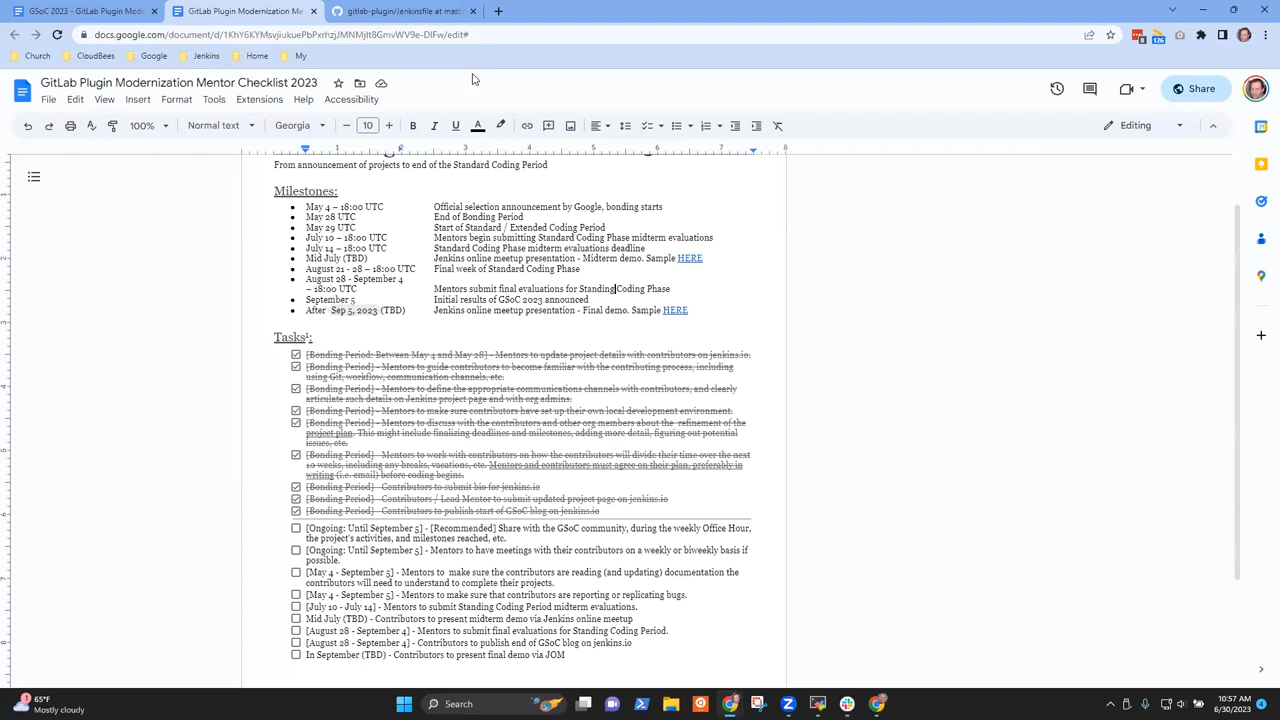 GSoC 2023 - GitLab Plugin Mode
GitLab Plugin Modernization Men
gitlab-plugin/Jenkinsfile at mast
docs.google.com/document/d/1KhY6KYMsvjiukuePbPxrhzjJMNMjIt8GmvWV9e-DIFw/edit#
Church
CloudBees
Google
Jenkins
Home
My
GitLab Plugin Modernization Mentor Checklist 2023
File Edit View Insert Format Tools Extensions Help Accessibility
Share
100% Normal text Georgia 10 Editing
1 2 3 4 5 6 7 8
From announcement of projects to end of the Standard Coding Period
Milestones:
May 4 – 18:00 UTC Official selection announcement by Google, bonding starts
May 28 UTC End of Bonding Period
May 29 UTC Start of Standard / Extended Coding Period
July 10 – 18:00 UTC Mentors begin submitting Standard Coding Phase midterm evaluations
July 14 – 18:00 UTC Standard Coding Phase midterm evaluations deadline
Mid July (TBD) Jenkins online meetup presentation - Midterm demo. Sample HERE
August 21 - 28 – 18:00 UTC Final week of Standard Coding Phase
August 28 - September 4
– 18:00 UTC Mentors submit final evaluations for Standing Coding Phase
September 5 Initial results of GSoC 2023 announced
After Sep 5, 2023 (TBD) Jenkins online meetup presentation - Final demo. Sample HERE
Tasks¹:
[Bonding Period: Between May 4 and May 28] - Mentors to update project details with contributors on jenkins.io.
[Bonding Period] - Mentors to guide contributors to become familiar with the contributing process, including
using Git, workflow, communication channels, etc.
[Bonding Period] - Mentors to define the appropriate communications channels with contributors, and clearly
articulate such details on Jenkins project page and with org admins.
[Bonding Period] - Mentors to make sure contributors have set up their own local development environment.
[Bonding Period] - Mentors to discuss with the contributors and other org members about the refinement of the
project plan. This might include finalizing deadlines and milestones, adding more detail, figuring out potential
issues, etc.
[Bonding Period] - Mentors to work with contributors on how the contributors will divide their time over the next
10 weeks, including any breaks, vacations, etc. Mentors and contributors must agree on their plan, preferably in
writing (i.e. email) before coding begins.
[Bonding Period] - Contributors to submit bio for jenkins.io
[Bonding Period] - Contributors / Lead Mentor to submit updated project page on jenkins.io
[Bonding Period] - Contributors to publish start of GSoC blog on jenkins.io
[Ongoing: Until September 5] - [Recommended] Share with the GSoC community, during the weekly Office Hour,
the project's activities, and milestones reached, etc.
[Ongoing: Until September 5] - Mentors to have meetings with their contributors on a weekly or biweekly basis if
possible.
[May 4 - September 5] - Mentors to make sure the contributors are reading (and updating) documentation the
contributors will need to understand to complete their projects.
[May 4 - September 5] - Mentors to make sure that contributors are reporting or replicating bugs.
[July 10 - July 14] - Mentors to submit Standing Coding Period midterm evaluations.
Mid July (TBD) - Contributors to present midterm demo via Jenkins online meetup
[August 28 - September 4] - Mentors to submit final evaluations for Standing Coding Period.
[August 28 - September 4] - Contributors to publish end of GSoC blog on jenkins.io
In September (TBD) - Contributors to present final demo via JOM
65°F
Mostly cloudy
Search
10:57 AM
6/30/2023